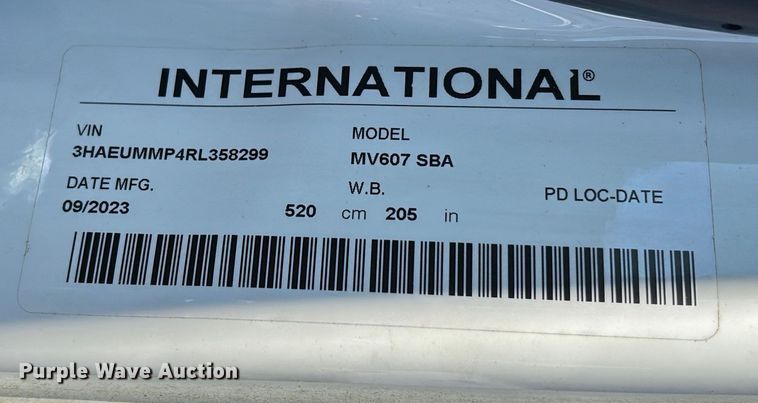 INTERNATIONAL®
VIN MODEL
3HAEUMMP4RL358299 MV607 SBA
DATE MFG. W.B. PD LOC-DATE
09/2023 520 cm 205 in
Purple Wave Auction